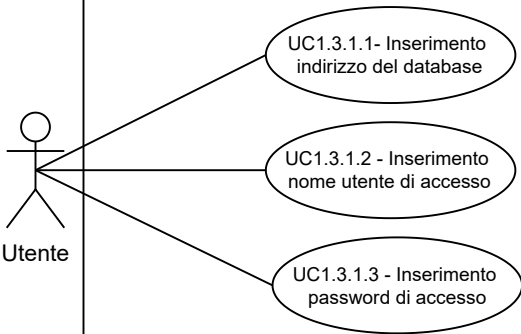 UC1.3.1.1- Inserimento
indirizzo del database
UC1.3.1.2 - Inserimento
nome utente di accesso
Utente
UC1.3.1.3 - Inserimento
password di accesso